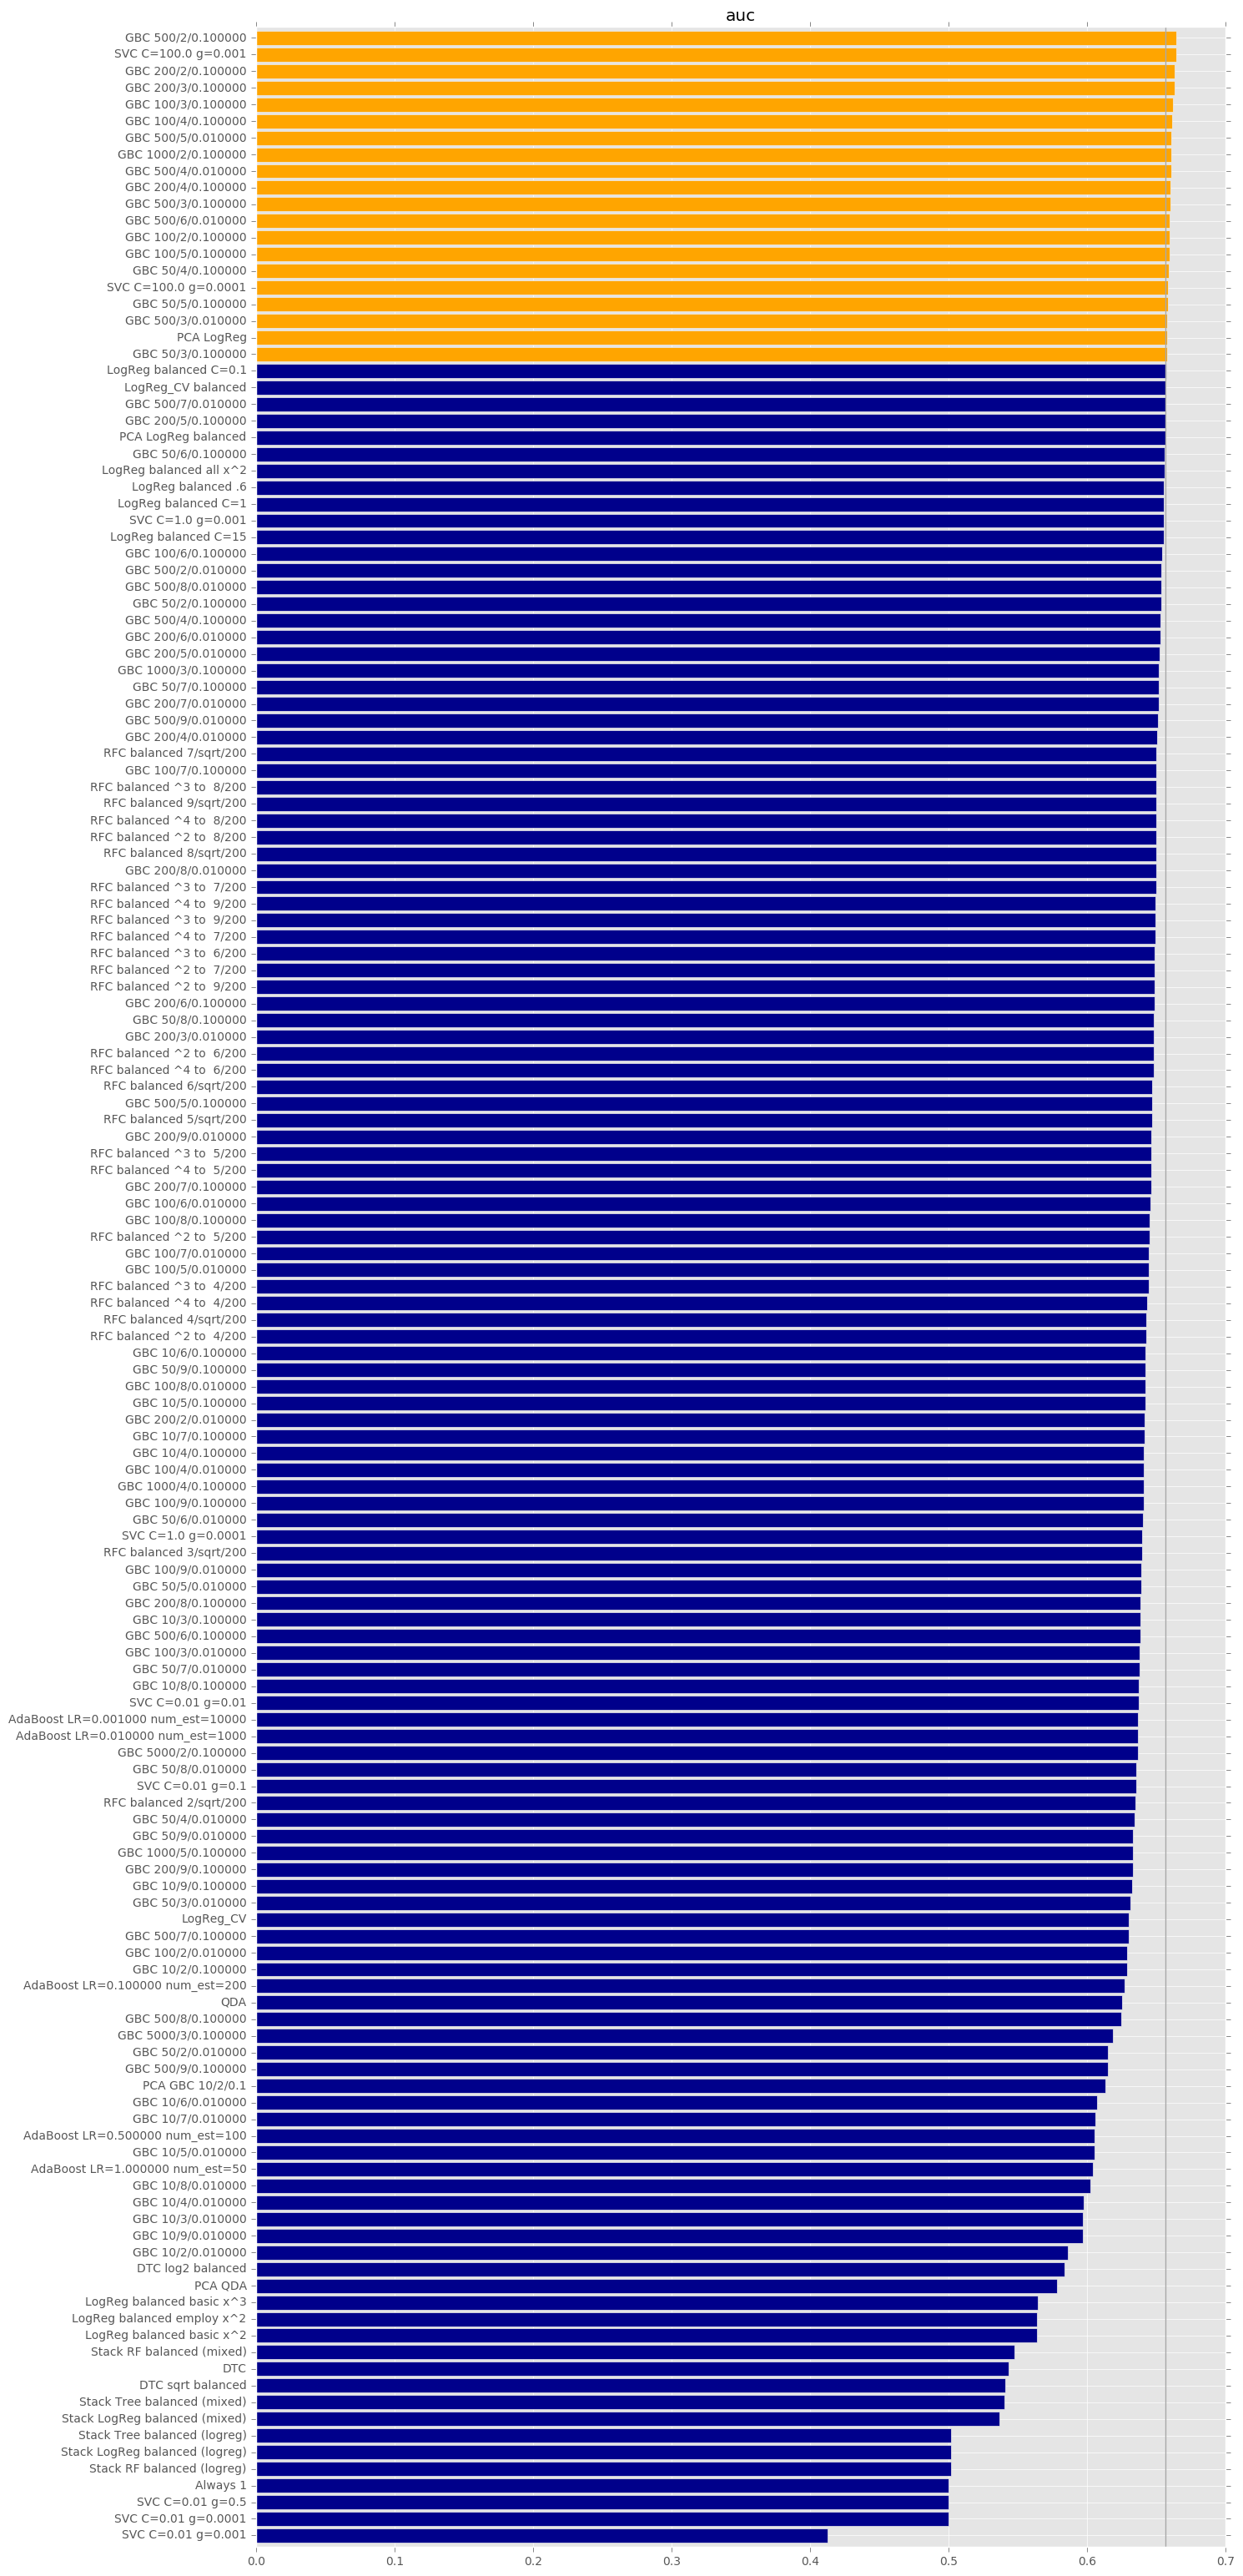 auc
GBC 500/2/0.100000
SVC C=100.0 g=0.001
GBC 200/2/0.100000
GBC 200/3/0.100000
GBC 100/3/0.100000
GBC 100/4/0.100000
GBC 500/5/0.010000
GBC 1000/2/0.100000
GBC 500/4/0.010000
GBC 200/4/0.100000
GBC 500/3/0.100000
GBC 500/6/0.010000
GBC 100/2/0.100000
GBC 100/5/0.100000
GBC 50/4/0.100000
SVC C=100.0 g=0.0001
GBC 50/5/0.100000
GBC 500/3/0.010000
PCA LogReg
GBC 50/3/0.100000
LogReg balanced C=0.1
LogReg_CV balanced
GBC 500/7/0.010000
GBC 200/5/0.100000
PCA LogReg balanced
GBC 50/6/0.100000
LogReg balanced all x^2
LogReg balanced .6
LogReg balanced C=1
SVC C=1.0 g=0.001
LogReg balanced C=15
GBC 100/6/0.100000
GBC 500/2/0.010000
GBC 500/8/0.010000
GBC 50/2/0.100000
GBC 500/4/0.100000
GBC 200/6/0.010000
GBC 200/5/0.010000
GBC 1000/3/0.100000
GBC 50/7/0.100000
GBC 200/7/0.010000
GBC 500/9/0.010000
GBC 200/4/0.010000
RFC balanced 7/sqrt/200
GBC 100/7/0.100000
RFC balanced ^3 to  8/200
RFC balanced 9/sqrt/200
RFC balanced ^4 to  8/200
RFC balanced ^2 to  8/200
RFC balanced 8/sqrt/200
GBC 200/8/0.010000
RFC balanced ^3 to  7/200
RFC balanced ^4 to  9/200
RFC balanced ^3 to  9/200
RFC balanced ^4 to  7/200
RFC balanced ^3 to  6/200
RFC balanced ^2 to  7/200
RFC balanced ^2 to  9/200
GBC 200/6/0.100000
GBC 50/8/0.100000
GBC 200/3/0.010000
RFC balanced ^2 to  6/200
RFC balanced ^4 to  6/200
RFC balanced 6/sqrt/200
GBC 500/5/0.100000
RFC balanced 5/sqrt/200
GBC 200/9/0.010000
RFC balanced ^3 to  5/200
RFC balanced ^4 to  5/200
GBC 200/7/0.100000
GBC 100/6/0.010000
GBC 100/8/0.100000
RFC balanced ^2 to  5/200
GBC 100/7/0.010000
GBC 100/5/0.010000
RFC balanced ^3 to  4/200
RFC balanced ^4 to  4/200
RFC balanced 4/sqrt/200
RFC balanced ^2 to  4/200
GBC 10/6/0.100000
GBC 50/9/0.100000
GBC 100/8/0.010000
GBC 10/5/0.100000
GBC 200/2/0.010000
GBC 10/7/0.100000
GBC 10/4/0.100000
GBC 100/4/0.010000
GBC 1000/4/0.100000
GBC 100/9/0.100000
GBC 50/6/0.010000
SVC C=1.0 g=0.0001
RFC balanced 3/sqrt/200
GBC 100/9/0.010000
GBC 50/5/0.010000
GBC 200/8/0.100000
GBC 10/3/0.100000
GBC 500/6/0.100000
GBC 100/3/0.010000
GBC 50/7/0.010000
GBC 10/8/0.100000
SVC C=0.01 g=0.01
AdaBoost LR=0.001000 num_est=10000
AdaBoost LR=0.010000 num_est=1000
GBC 5000/2/0.100000
GBC 50/8/0.010000
SVC C=0.01 g=0.1
RFC balanced 2/sqrt/200
GBC 50/4/0.010000
GBC 50/9/0.010000
GBC 1000/5/0.100000
GBC 200/9/0.100000
GBC 10/9/0.100000
GBC 50/3/0.010000
LogReg_CV
GBC 500/7/0.100000
GBC 100/2/0.010000
GBC 10/2/0.100000
AdaBoost LR=0.100000 num_est=200
QDA
GBC 500/8/0.100000
GBC 5000/3/0.100000
GBC 50/2/0.010000
GBC 500/9/0.100000
PCA GBC 10/2/0.1
GBC 10/6/0.010000
GBC 10/7/0.010000
AdaBoost LR=0.500000 num_est=100
GBC 10/5/0.010000
AdaBoost LR=1.000000 num_est=50
GBC 10/8/0.010000
GBC 10/4/0.010000
GBC 10/3/0.010000
GBC 10/9/0.010000
GBC 10/2/0.010000
DTC log2 balanced
PCA QDA
LogReg balanced basic x^3
LogReg balanced employ x^2
LogReg balanced basic x^2
Stack RF balanced (mixed)
DTC
DTC sqrt balanced
Stack Tree balanced (mixed)
Stack LogReg balanced (mixed)
Stack Tree balanced (logreg)
Stack LogReg balanced (logreg)
Stack RF balanced (logreg)
Always 1
SVC C=0.01 g=0.5
SVC C=0.01 g=0.0001
SVC C=0.01 g=0.001
0.0 0.1 0.2 0.3 0.4 0.5 0.6 0.7